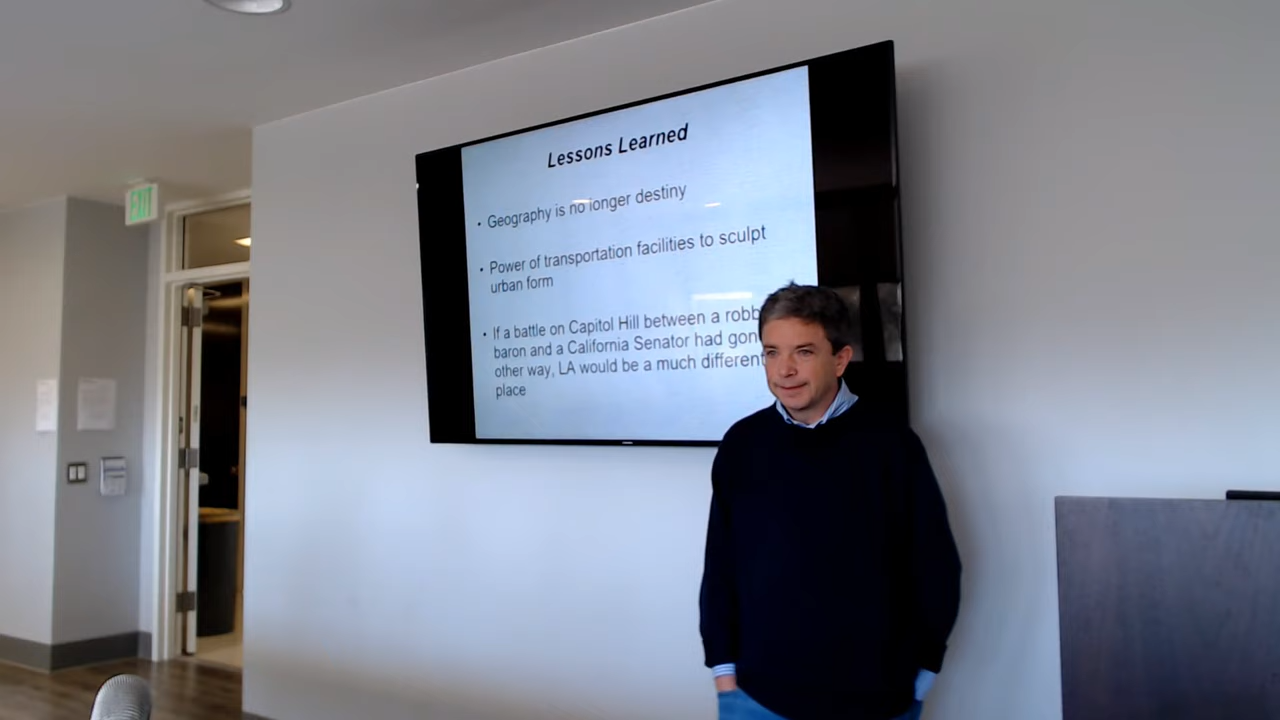 EXIT
Lessons Learned
• Geography is no longer destiny
• Power of transportation facilities to sculpt
urban form
• If a battle on Capitol Hill between a robb
baron and a California Senator had gon
other way, LA would be a much different
place